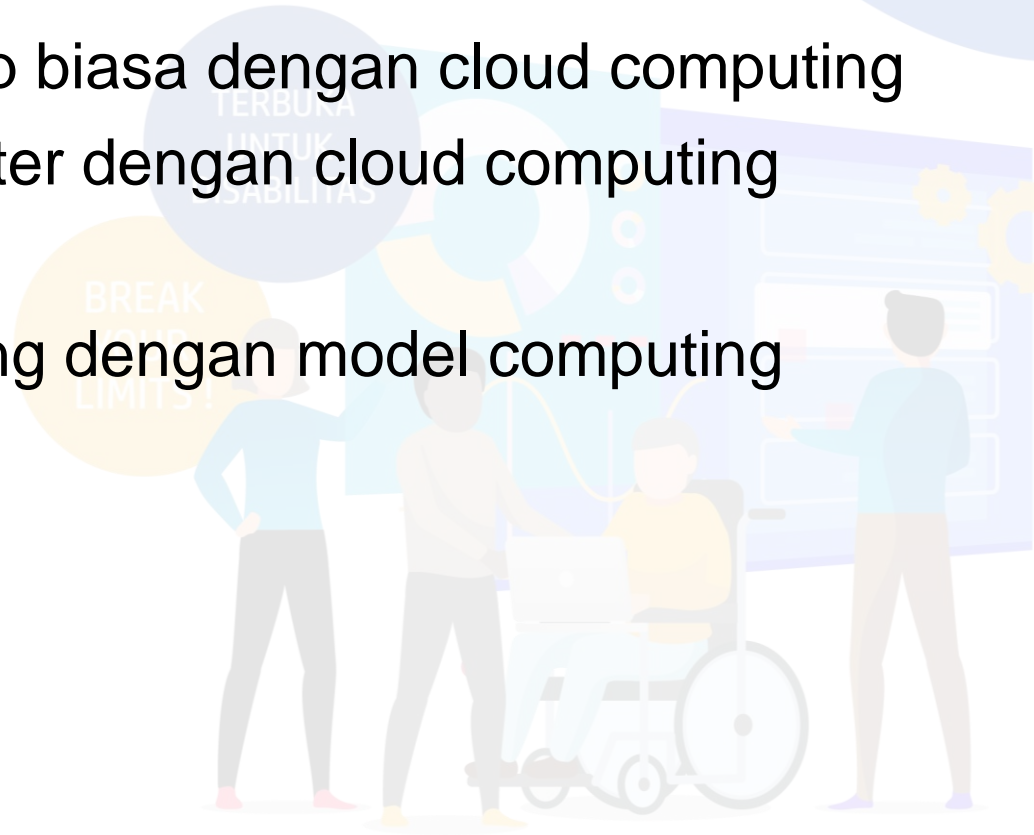 o biasa dengan cloud computing
ter dengan cloud computing
ng dengan model computing
TERBUKA
UNTUK
DISABILITAS
BREAK
YOUR
LIMITS !